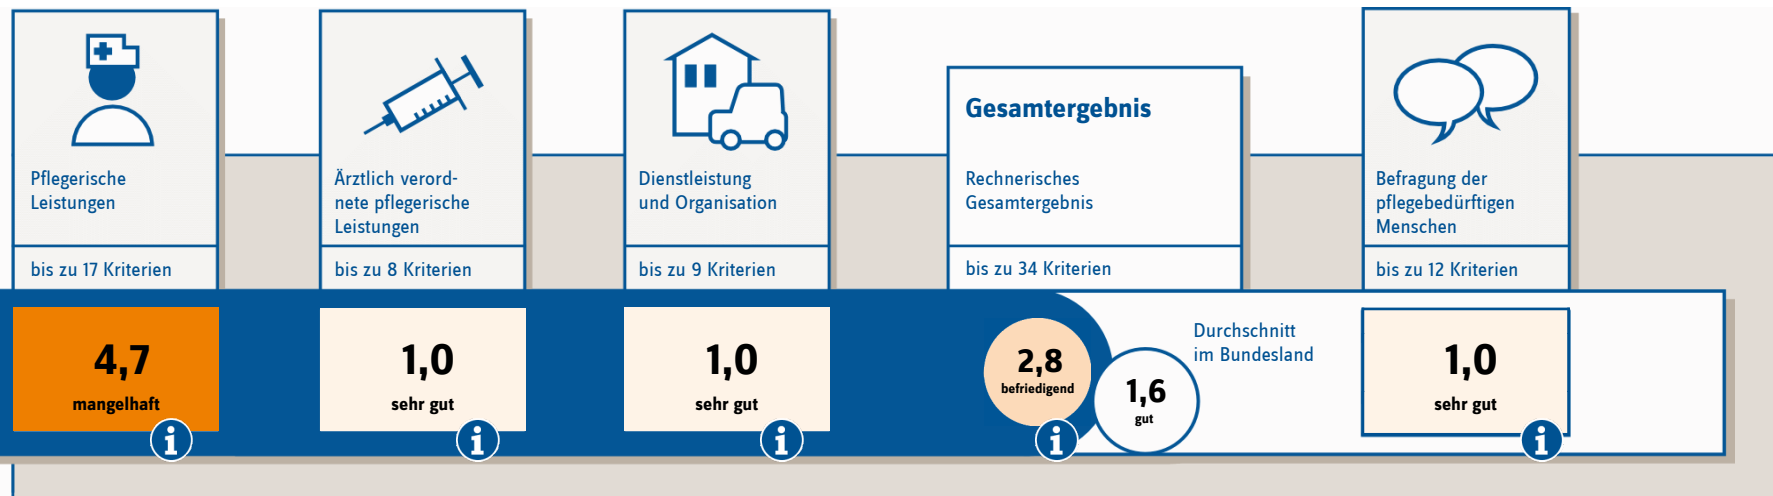 Pflegerische
Leistungen
bis zu 17 Kriterien
4,7
mangelhaft
i
Ärztlich verord-
nete pflegerische
Leistungen
bis zu 8 Kriterien
1,0
sehr gut
i
Dienstleistung
und Organisation
bis zu 9 Kriterien
1,0
sehr gut
i
Gesamtergebnis
Rechnerisches
Gesamtergebnis
bis zu 34 Kriterien
2,8
befriedigend
i
Durchschnitt
im Bundesland
1,6
gut
Befragung der
pflegebedürftigen
Menschen
bis zu 12 Kriterien
1,0
sehr gut
i